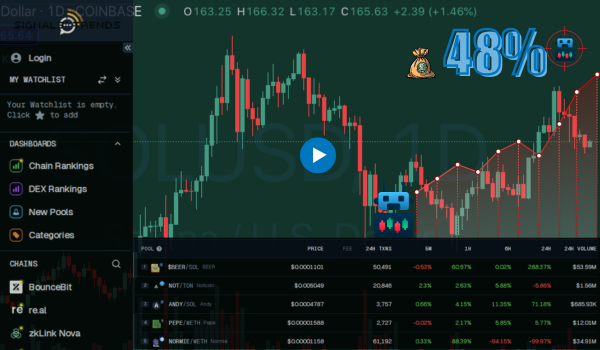 Dollar · 1D · COINBASE
O163.25 H166.32 L163.17 C165.63 +2.39 (+1.46%)
SIGNAL TRENDS
48%
Login
MY WATCHLIST
Your Watchlist is empty.
Click to add
DASHBOARDS
Chain Rankings
DEX Rankings
New Pools
Categories
CHAINS
BounceBit
re re.al
zkLink Nova
POOL PRICE FEE 24H TXNS 5M 1H 6H 24H 24H VOLUME
1 $BEER/SOL BEER $0.0001101 50,491 -0.53% 60.97% 0.02% 288.37% $53.59M
2 NOT/TON $0.005049 20,846 2.3% 2.63% 5.88% -6.86% $1.56M
3 ANDY/SOL Andy $0.0004787 3,757 0.66% 4.15% 11.35% 71.18% $685.93K
4 PEPE/WETH Pepe $0.00001588 2,727 -0.02% 2.17% 5.85% 5.77% $12.01M
5 NORMIE/WETH Normie $0.00001158 61,192 0.33% 88.39% -94.15% -99.97% $34.91M